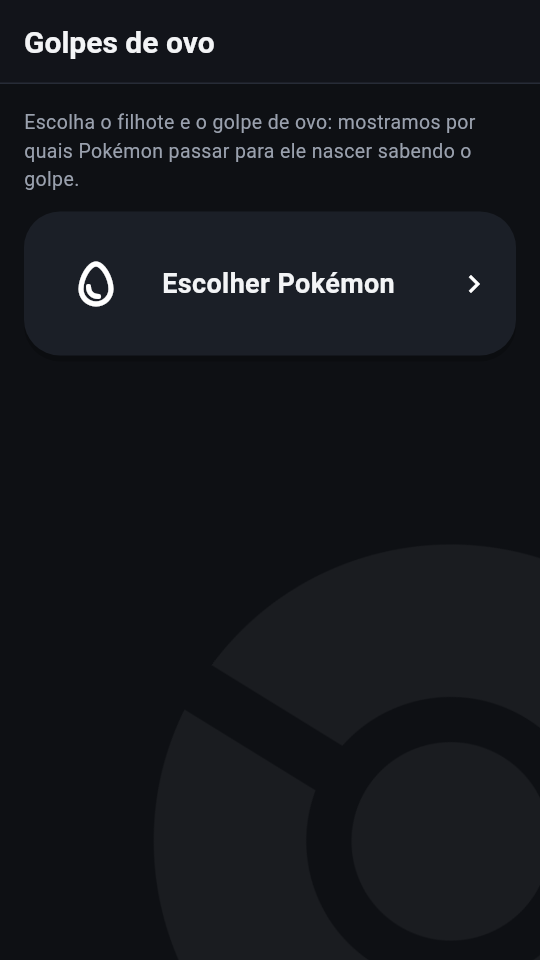 Golpes de ovo
Escolha o filhote e o golpe de ovo: mostramos por
quais Pokémon passar para ele nascer sabendo o
golpe.
Escolher Pokémon